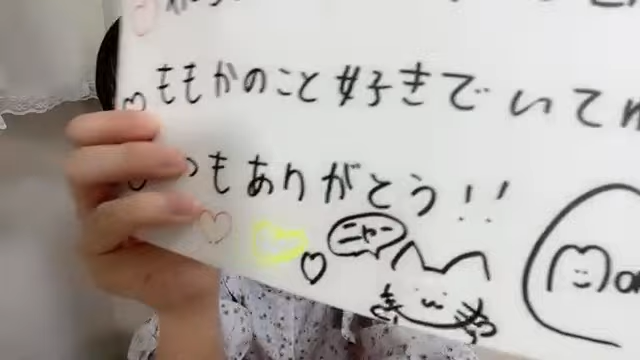 ももかのこと好きでいて
つもありがとう!!
ニャー